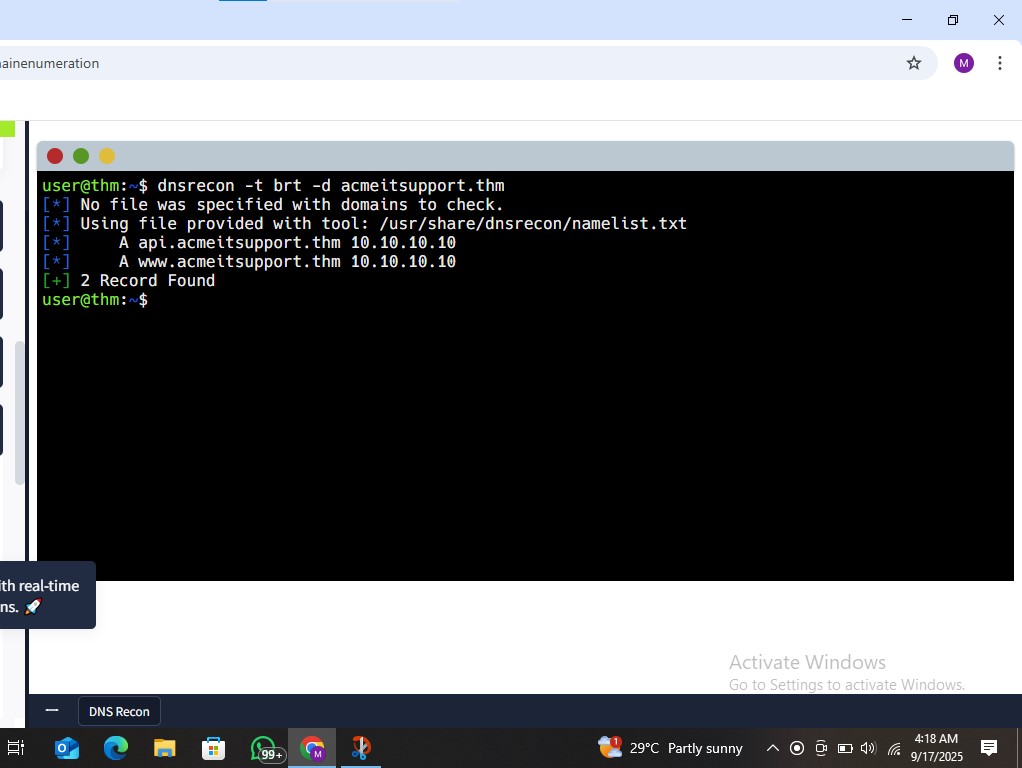 ainenumeration
M
user@thm:~$ dnsrecon -t brt -d acmeitsupport.thm
[*] No file was specified with domains to check.
[*] Using file provided with tool: /usr/share/dnsrecon/namelist.txt
[*]     A api.acmeitsupport.thm 10.10.10.10
[*]     A www.acmeitsupport.thm 10.10.10.10
[+] 2 Record Found
user@thm:~$
ith real-time
ns. 🚀
Activate Windows
Go to Settings to activate Windows.
DNS Recon
99+
M
1
29°C Partly sunny
4:18 AM
9/17/2025